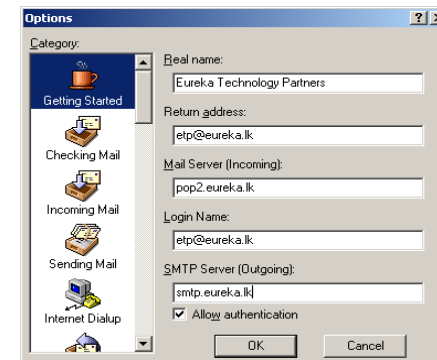 Options
Category:
Getting Started
Checking Mail
Incoming Mail
Sending Mail
Internet Dialup
Real name:
Eureka Technology Partners
Return address:
etp@eureka.lk
Mail Server (Incoming):
pop2.eureka.lk
Login Name:
etp@eureka.lk
SMTP Server (Outgoing):
smtp.eureka.lk
Allow authentication
OK
Cancel